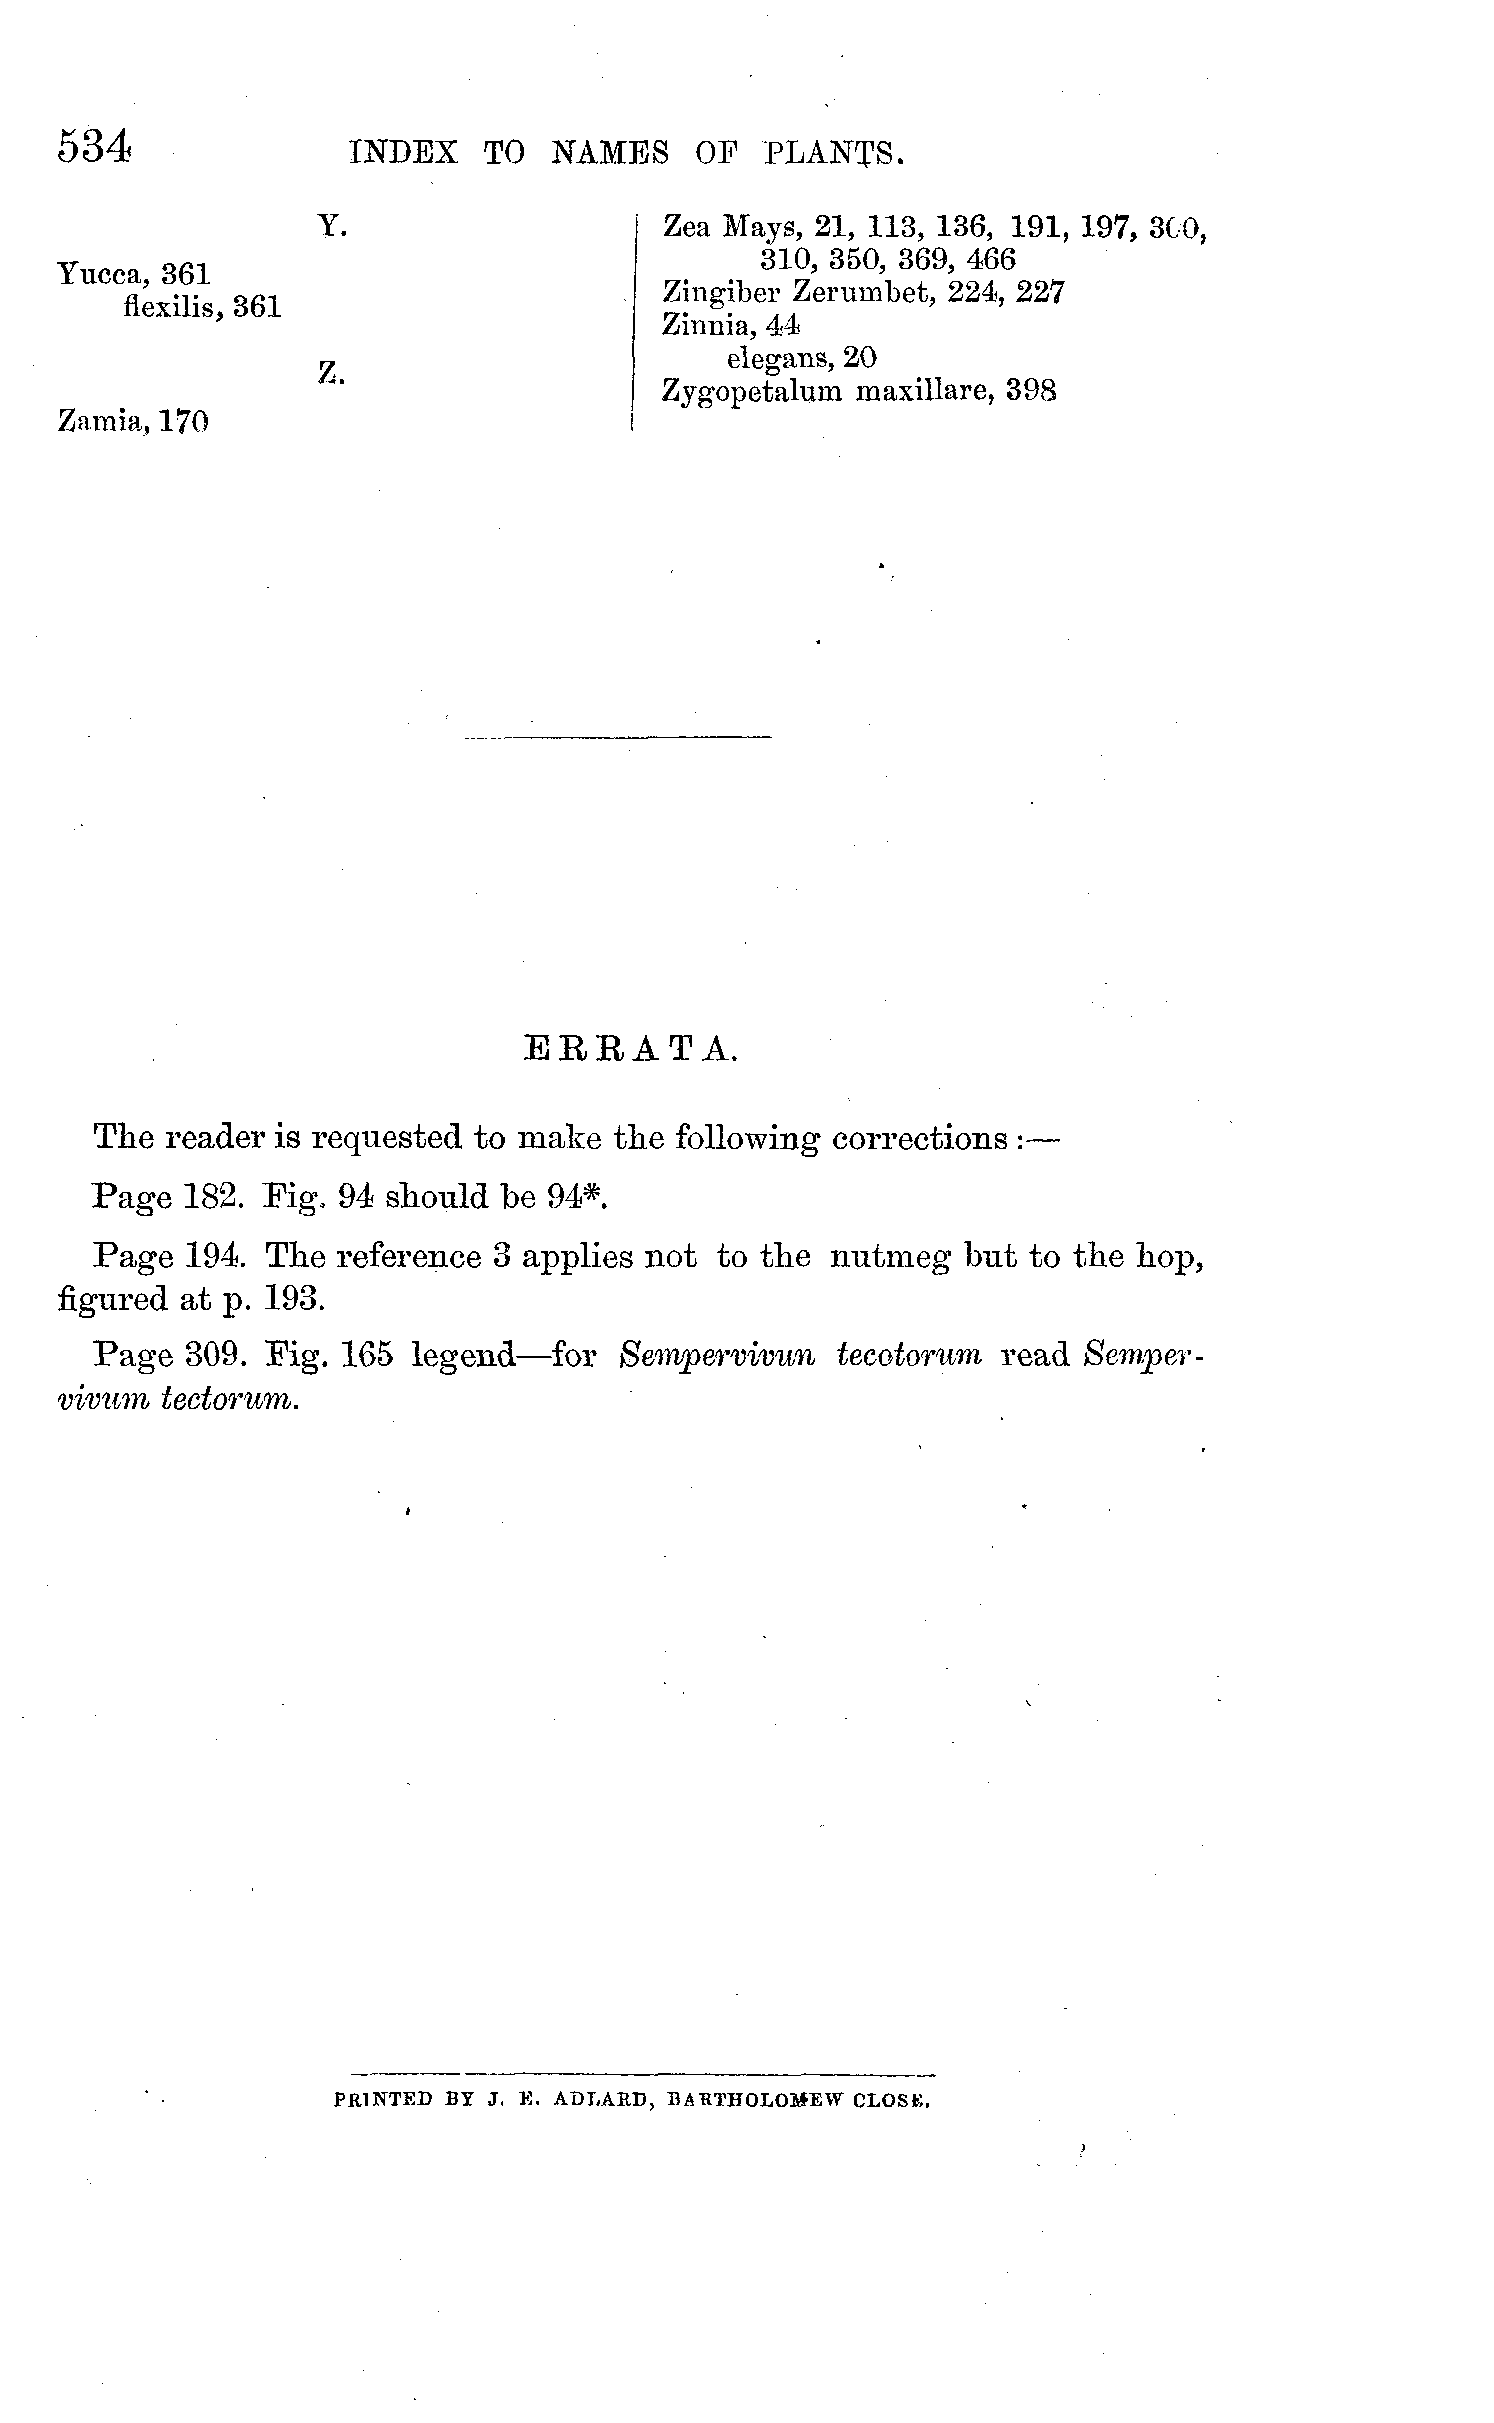 534
INDEX TO NAMES OF PLANTS.
Y.
Yucca, 361
flexilis, 361
Z.
Zamia, 170
Zea Mays, 21, 113, 136, 191, 197, 300,
310, 350, 369, 466
Zingiber Zerumbet, 224, 227
Zinnia, 44
elegans, 20
Zygopetalum maxillare, 398
ERRATA.
The reader is requested to make the following corrections :—
Page 182. Fig. 94 should be 94*.
Page 194. The reference 3 applies not to the nutmeg but to the hop,
figured at p. 193.
Page 309. Fig. 165 legend—for Sempervivun tecotorum read Semper-
vivum tectorum.
PRINTED BY J. E. ADLARD, BARTHOLOMEW CLOSE.